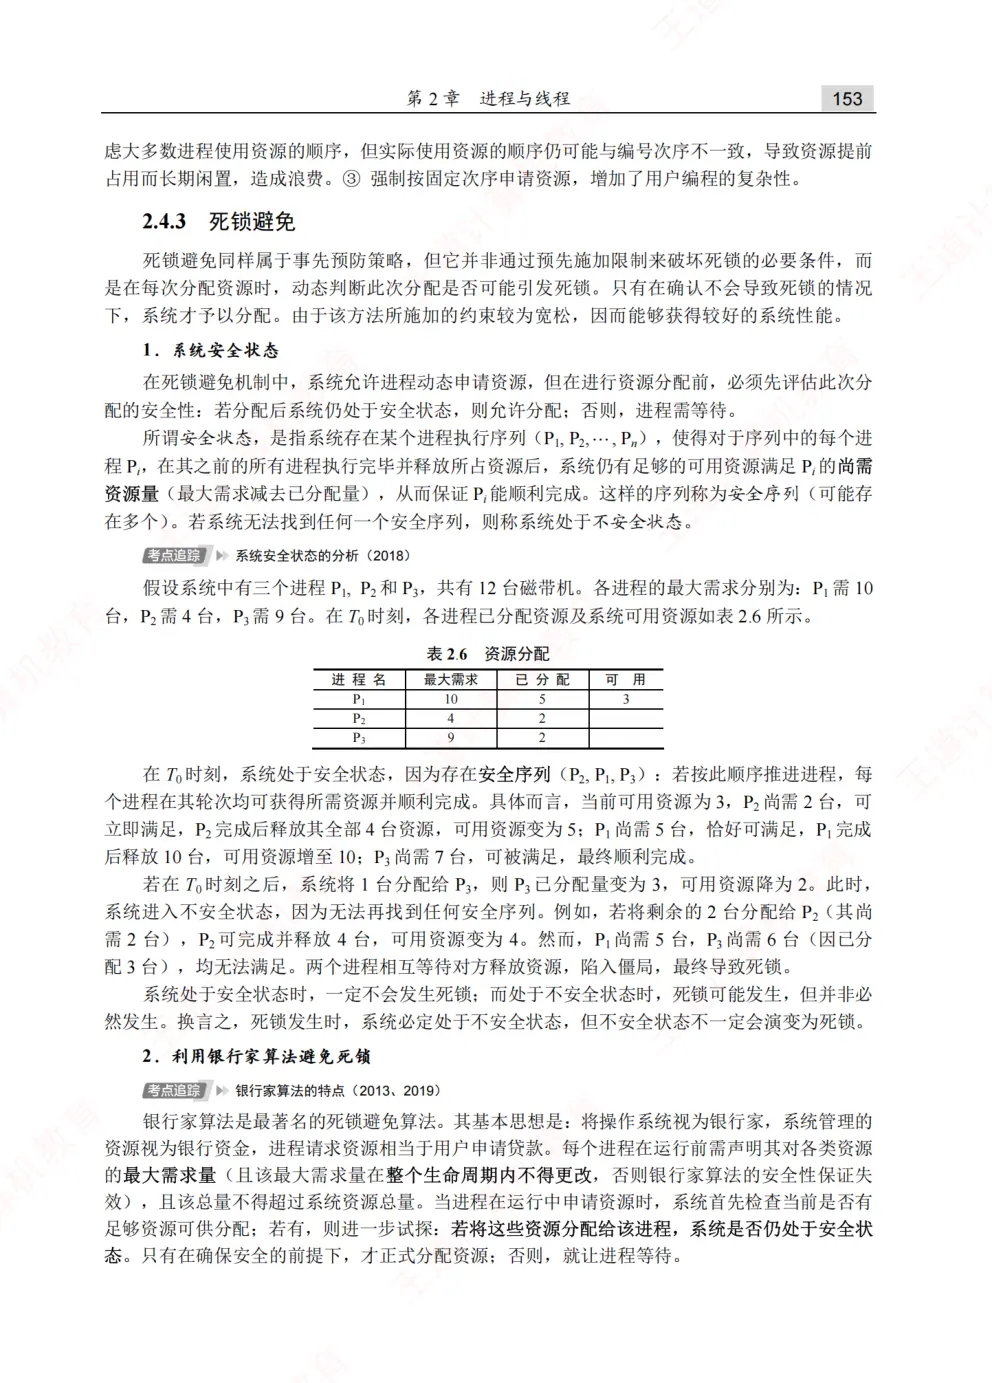 第 2 章 进程与线程 153
虑大多数进程使用资源的顺序，但实际使用资源的顺序仍可能与编号次序不一致，导致资源提前
占用而长期闲置，造成浪费。③ 强制按固定次序申请资源，增加了用户编程的复杂性。
2.4.3 死锁避免
死锁避免同样属于事先预防策略，但它并非通过预先施加限制来破坏死锁的必要条件，而
是在每次分配资源时，动态判断此次分配是否可能引发死锁。只有在确认不会导致死锁的情况
下，系统才予以分配。由于该方法所施加的约束较为宽松，因而能够获得较好的系统性能。
1．系统安全状态
在死锁避免机制中，系统允许进程动态申请资源，但在进行资源分配前，必须先评估此次分
配的安全性：若分配后系统仍处于安全状态，则允许分配；否则，进程需等待。
所谓安全状态，是指系统存在某个进程执行序列（P₁, P₂,⋯, Pₙ），使得对于序列中的每个进
程 Pᵢ，在其之前的所有进程执行完毕并释放所占资源后，系统仍有足够的可用资源满足 Pᵢ 的尚需
资源量（最大需求减去已分配量），从而保证 Pᵢ 能顺利完成。这样的序列称为安全序列（可能存
在多个）。若系统无法找到任何一个安全序列，则称系统处于不安全状态。
考点追踪 系统安全状态的分析（2018）
假设系统中有三个进程 P₁, P₂ 和 P₃，共有 12 台磁带机。各进程的最大需求分别为：P₁ 需 10
台，P₂ 需 4 台，P₃ 需 9 台。在 T₀ 时刻，各进程已分配资源及系统可用资源如表 2.6 所示。
表 2.6 资源分配
进 程 名 最大需求 已 分 配 可 用
P₁ 10 5 3
P₂ 4 2
P₃ 9 2
在 T₀ 时刻，系统处于安全状态，因为存在安全序列（P₂, P₁, P₃）：若按此顺序推进进程，每
个进程在其轮次均可获得所需资源并顺利完成。具体而言，当前可用资源为 3，P₂ 尚需 2 台，可
立即满足，P₂ 完成后释放其全部 4 台资源，可用资源变为 5；P₁ 尚需 5 台，恰好可满足，P₁ 完成
后释放 10 台，可用资源增至 10；P₃ 尚需 7 台，可被满足，最终顺利完成。
若在 T₀ 时刻之后，系统将 1 台分配给 P₃，则 P₃ 已分配量变为 3，可用资源降为 2。此时，
系统进入不安全状态，因为无法再找到任何安全序列。例如，若将剩余的 2 台分配给 P₂（其尚
需 2 台），P₂ 可完成并释放 4 台，可用资源变为 4。然而，P₁ 尚需 5 台，P₃ 尚需 6 台（因已分
配 3 台），均无法满足。两个进程相互等待对方释放资源，陷入僵局，最终导致死锁。
系统处于安全状态时，一定不会发生死锁；而处于不安全状态时，死锁可能发生，但并非必
然发生。换言之，死锁发生时，系统必定处于不安全状态，但不安全状态不一定会演变为死锁。
2．利用银行家算法避免死锁
考点追踪 银行家算法的特点（2013、2019）
银行家算法是最著名的死锁避免算法。其基本思想是：将操作系统视为银行家，系统管理的
资源视为银行资金，进程请求资源相当于用户申请贷款。每个进程在运行前需声明其对各类资源
的最大需求量（且该最大需求量在整个生命周期内不得更改，否则银行家算法的安全性保证失
效），且该总量不得超过系统资源总量。当进程在运行中申请资源时，系统首先检查当前是否有
足够资源可供分配；若有，则进一步试探：若将这些资源分配给该进程，系统是否仍处于安全状
态。只有在确保安全的前提下，才正式分配资源；否则，就让进程等待。